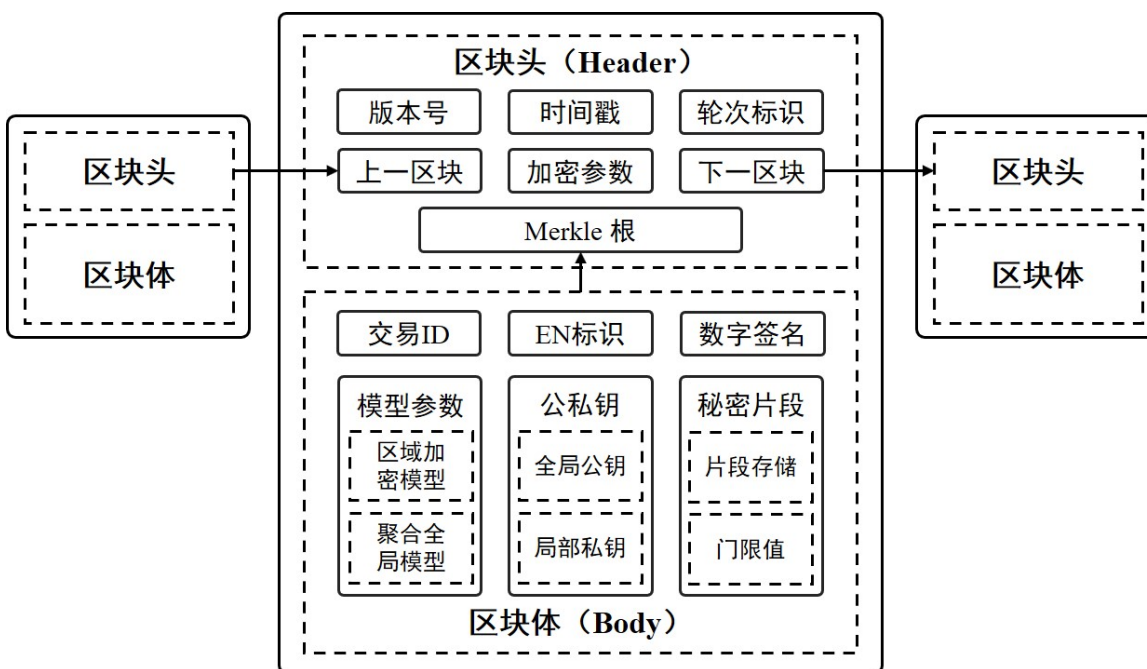 区块头（Header）
版本号
时间戳
轮次标识
上一区块
加密参数
下一区块
Merkle 根
区块头
区块体
区块头
区块体
交易ID
EN标识
数字签名
模型参数
区域加
密模型
聚合全
局模型
公私钥
全局公钥
局部私钥
秘密片段
片段存储
门限值
区块体（Body）